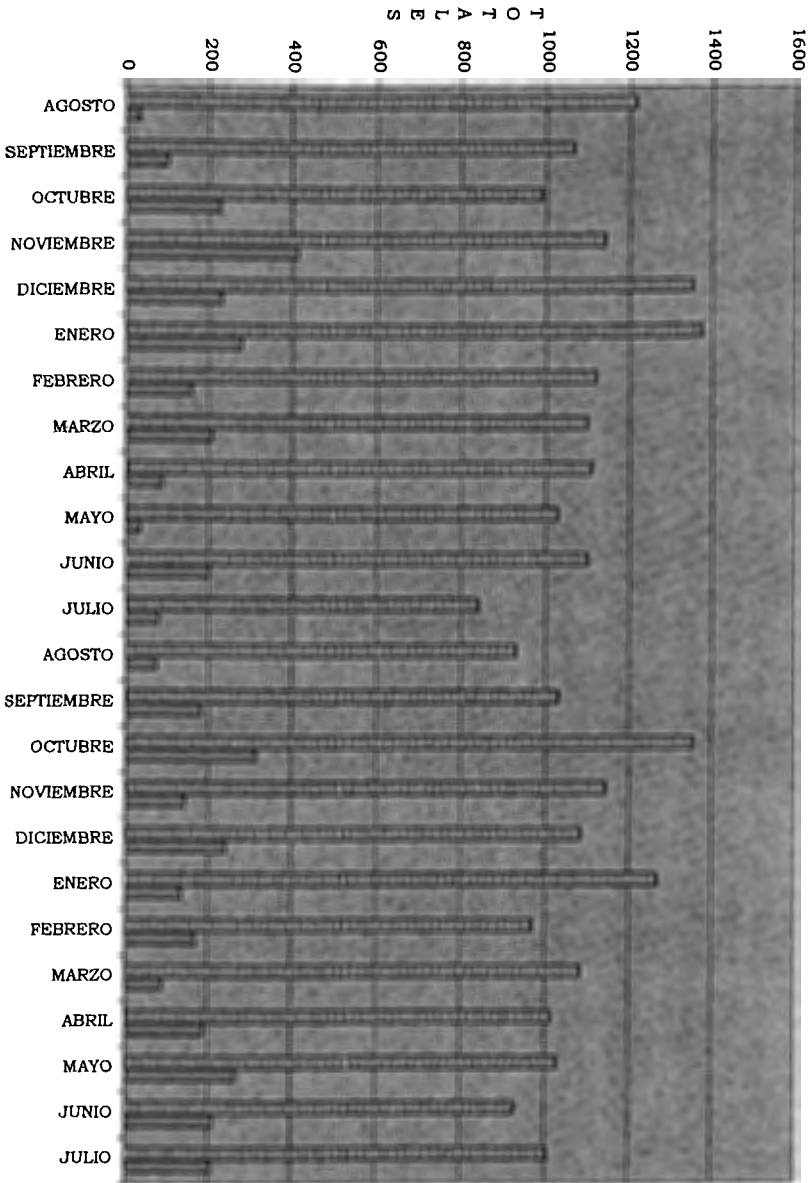 TOTALES
0
200
400
600
800
1000
1200
1400
1600
AGOSTO
SEPTIEMBRE
OCTUBRE
NOVIEMBRE
DICIEMBRE
ENERO
FEBRERO
MARZO
ABRIL
MAYO
JUNIO
JULIO
AGOSTO
SEPTIEMBRE
OCTUBRE
NOVIEMBRE
DICIEMBRE
ENERO
FEBRERO
MARZO
ABRIL
MAYO
JUNIO
JULIO